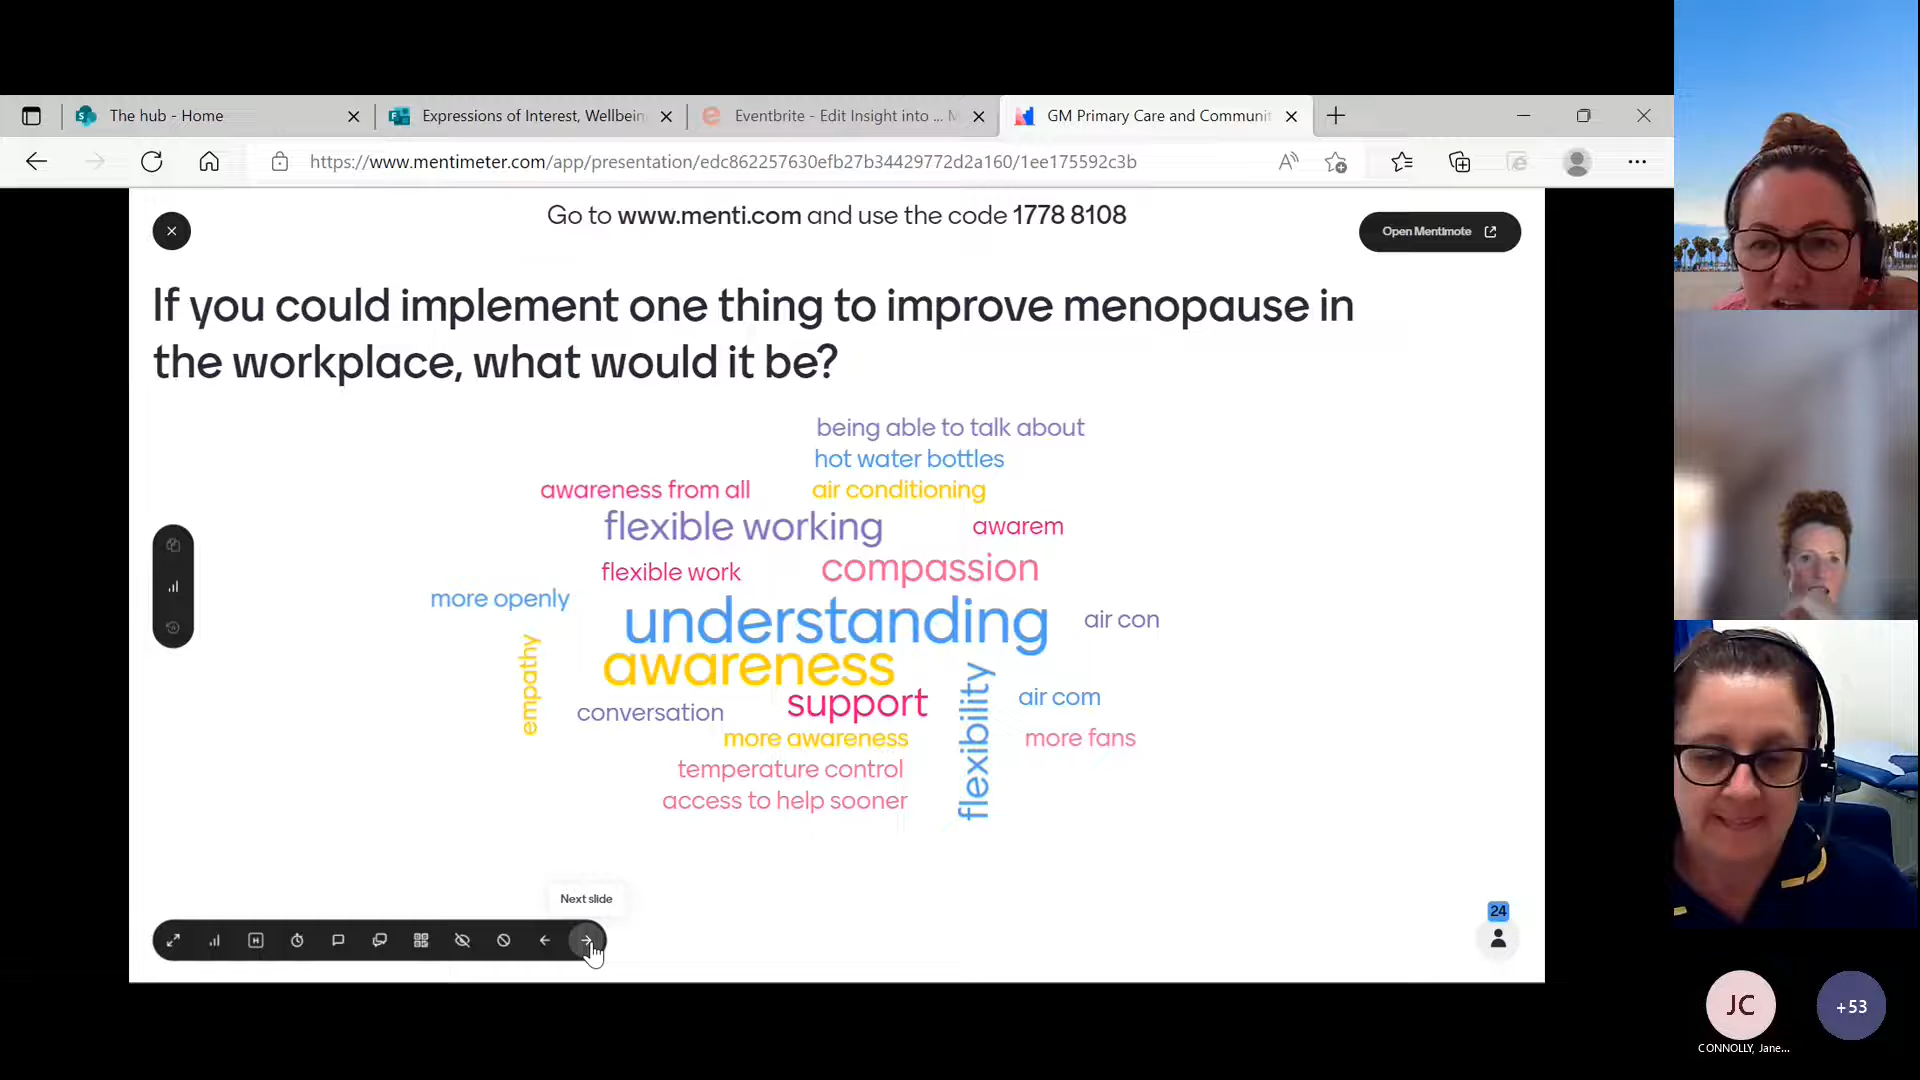 The hub - Home
Expressions of Interest, Wellbein
Eventbrite - Edit Insight into ... M
GM Primary Care and Communit
https://www.mentimeter.com/app/presentation/edc862257630efb27b34429772d2a160/1ee175592c3b
Go to www.menti.com and use the code 1778 8108
Open Mentimote
If you could implement one thing to improve menopause in
the workplace, what would it be?
being able to talk about
hot water bottles
awareness from all
air conditioning
flexible working
awarem
flexible work
compassion
more openly
understanding
air con
empathy
awareness
flexibility
support
air com
conversation
more awareness
more fans
temperature control
access to help sooner
Next slide
H
24
JC
+53
CONNOLLY, Jane...